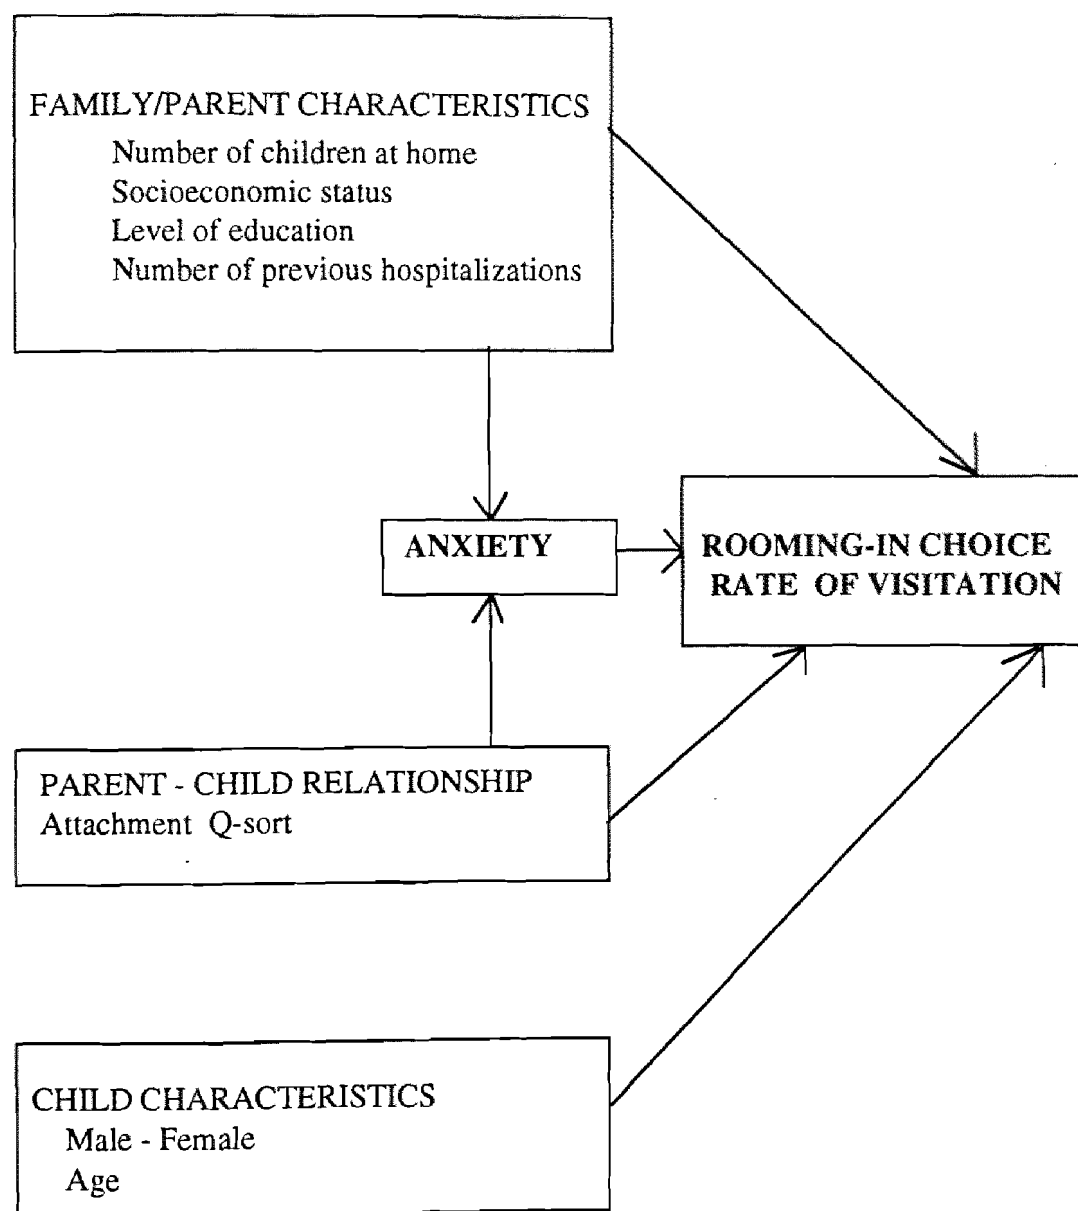 FAMILY/PARENT CHARACTERISTICS
Number of children at home
Socioeconomic status
Level of education
Number of previous hospitalizations
ANXIETY
ROOMING-IN CHOICE
RATE OF VISITATION
PARENT - CHILD RELATIONSHIP
Attachment Q-sort
CHILD CHARACTERISTICS
Male - Female
Age